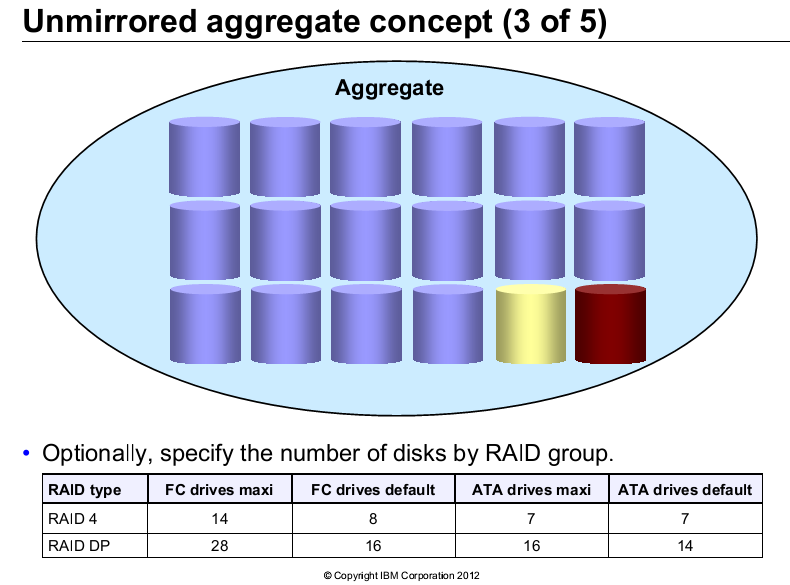 Unmirrored aggregate concept (3 of 5)
Aggregate
• Optionally, specify the number of disks by RAID group.
RAID type FC drives maxi FC drives default ATA drives maxi ATA drives default
RAID 4 14 8 7 7
RAID DP 28 16 16 14
© Copyright IBM Corporation 2012